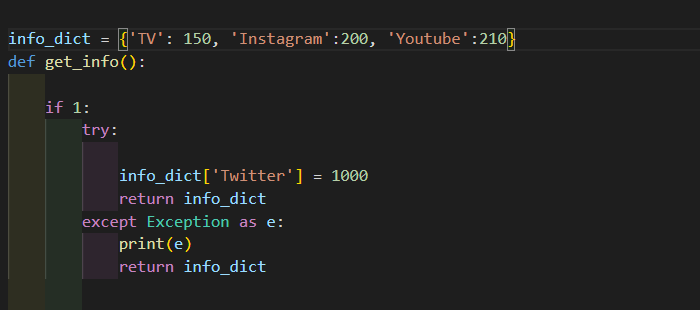 info_dict = {'TV': 150, 'Instagram':200, 'Youtube':210}
def get_info():
if 1:
try:
info_dict['Twitter'] = 1000
return info_dict
except Exception as e:
print(e)
return info_dict